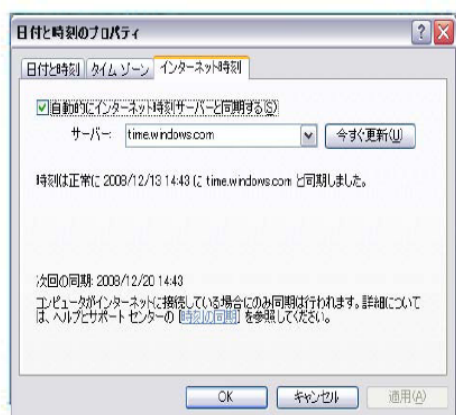 日付と時刻のプロパティ
日付と時刻 タイム ゾーン インターネット時刻
自動的にインターネット時刻サーバーと同期する(S)
サーバー: time.windows.com 今すぐ更新(U)
時刻は正常に 2008/12/13 14:43 に time.windows.com と同期しました。
次回の同期: 2008/12/20 14:43
コンピュータがインターネットに接続している場合にのみ同期は行われます。詳細について
は、ヘルプとサポート センターの [時刻の同期] を参照してください。
OK キャンセル 適用(A)